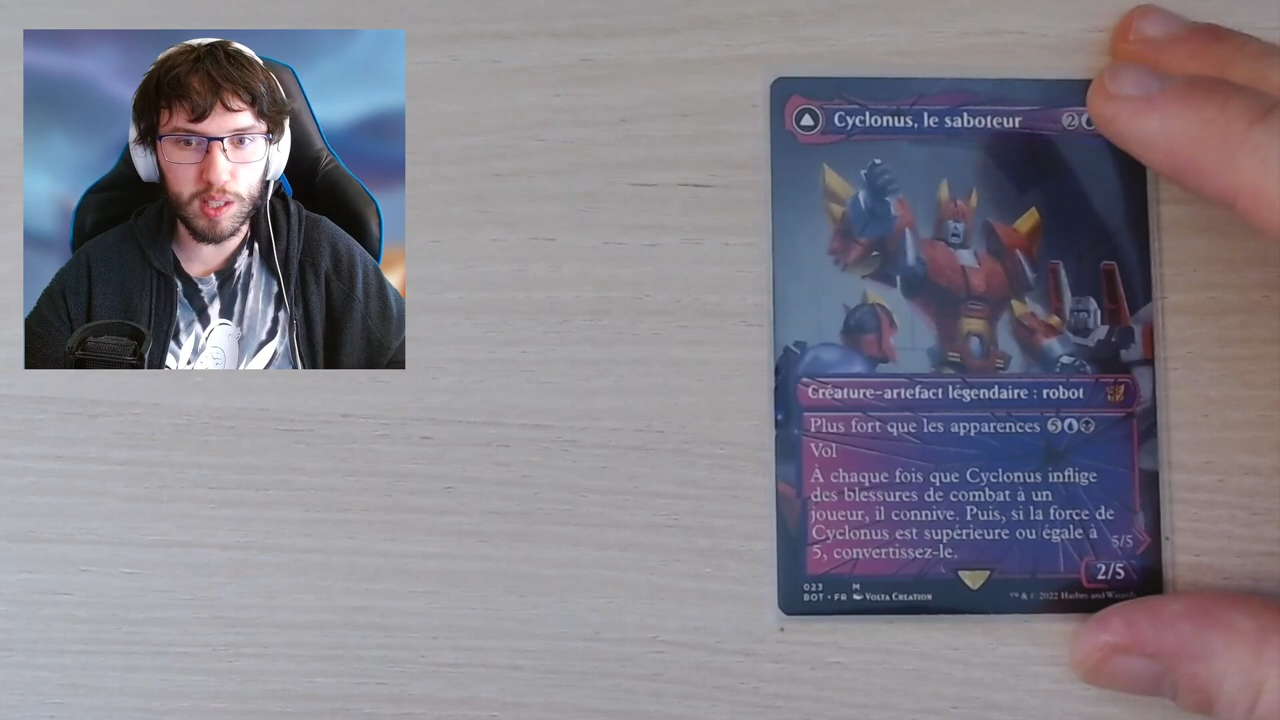 Cyclonus, le saboteur 2
Créature-artefact légendaire : robot
Plus fort que les apparences 5
Vol
À chaque fois que Cyclonus inflige
des blessures de combat à un
joueur, il connive. Puis, si la force de
Cyclonus est supérieure ou égale à
5, convertissez-le.
5/5
2/5
023 M
BOT • FR VOLTA CREATION
™ & © 2022 Hasbro and Wizards